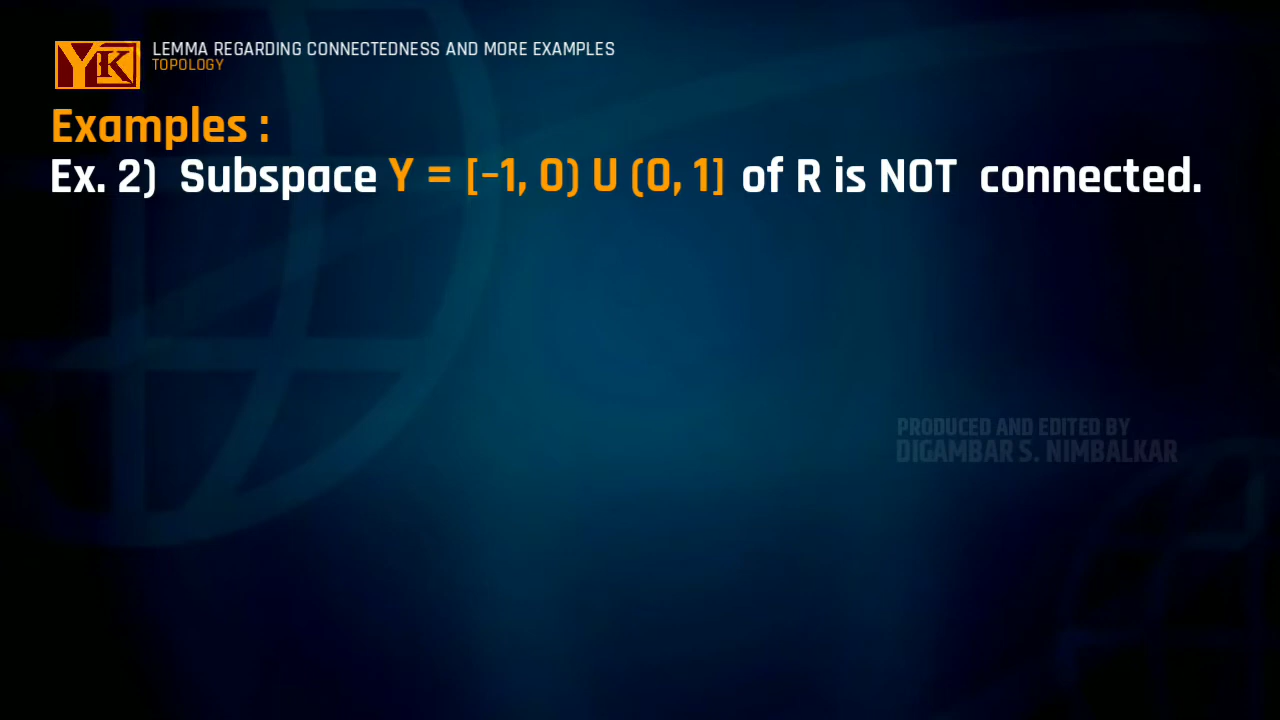 YK
LEMMA REGARDING CONNECTEDNESS AND MORE EXAMPLES
TOPOLOGY
Examples :
Ex. 2) Subspace Y = [-1, 0) U (0, 1] of R is NOT connected.
PRODUCED AND EDITED BY
DIGAMBAR S. NIMBALKAR